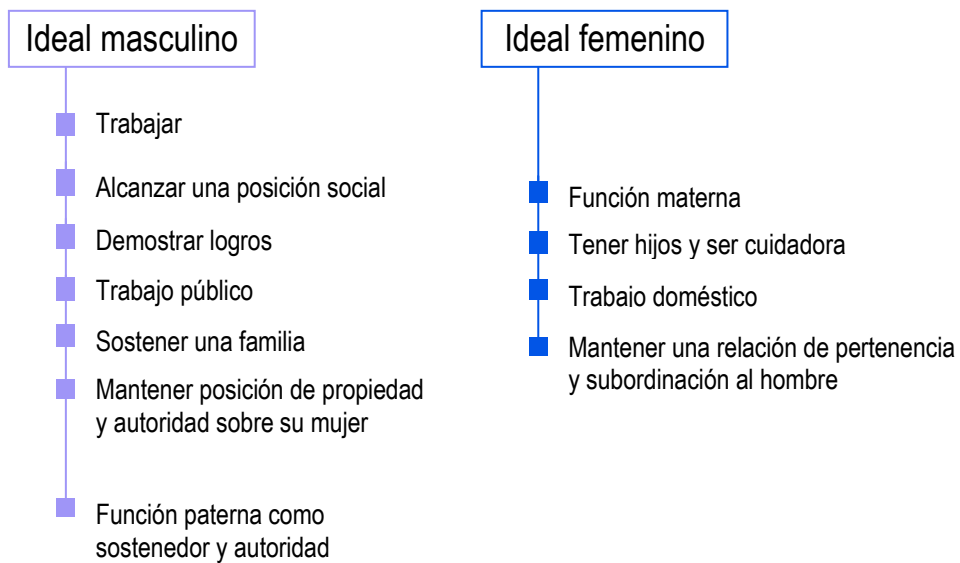 Ideal masculino
Trabajar
Alcanzar una posición social
Demostrar logros
Trabajo público
Sostener una familia
Mantener posición de propiedad
y autoridad sobre su mujer
Función paterna como
sostenedor y autoridad
Ideal femenino
Función materna
Tener hijos y ser cuidadora
Trabaio doméstico
Mantener una relación de pertenencia
y subordinación al hombre